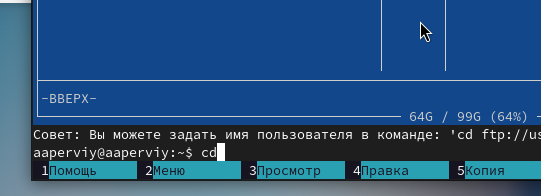 -ВВЕРХ-
64G / 99G (64%)
Совет: Вы можете задать имя пользователя в команде: 'cd ftp://us
aapervi​y@aaperviy:~$ cd
1Помощь 2Меню 3Просмотр 4Правка 5Копия